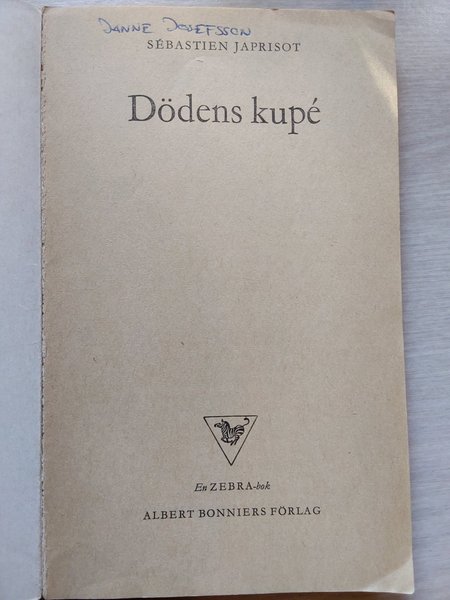 JANNE JOSEFSSON
SÉBASTIEN JAPRISOT
Dödens kupé
En ZEBRA-bok
ALBERT BONNIERS FÖRLAG